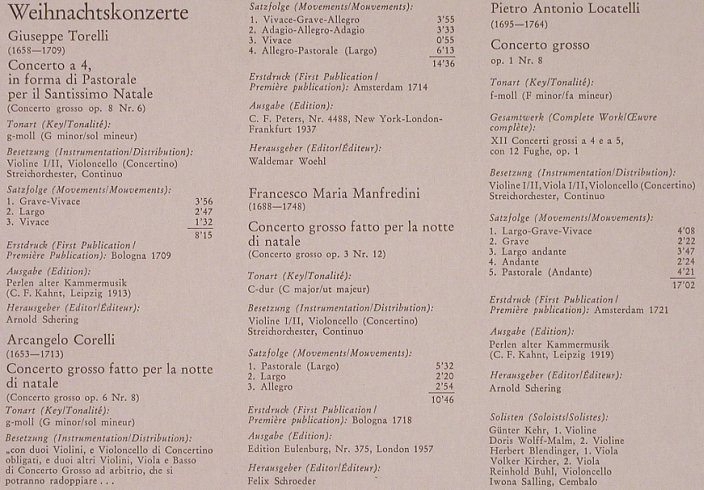 Weihnachtskonzerte
Giuseppe Torelli
(1658—1709)
Concerto a 4,
in forma di Pastorale
per il Santissimo Natale
(Concerto grosso op. 8 Nr. 6)
Tonart (Key/Tonalité):
g-moll (G minor/sol mineur)
Besetzung (Instrumentation/Distribution):
Violine I/II, Violoncello (Concertino)
Streichorchester, Continuo
Satzfolge (Movements/Mouvements):
1. Grave-Vivace 3'56
2. Largo 2'47
3. Vivace 1'32
8'15
Erstdruck (First Publication/
Première Publication): Bologna 1709
Ausgabe (Edition):
Perlen alter Kammermusik
(C. F. Kahnt, Leipzig 1913)
Herausgeber (Editor/Éditeur):
Arnold Schering
Arcangelo Corelli
(1653—1713)
Concerto grosso fatto per la notte
di natale
(Concerto grosso op. 6 Nr. 8)
Tonart (Key/Tonalité):
g-moll (G minor/sol mineur)
Besetzung (Instrumentation/Distribution):
„con duoi Violini, e Violoncello di Concertino
obligati, e duoi altri Violini, Viola e Basso
di Concerto Grosso ad arbitrio, che si
potranno radoppiare . . .
Satzfolge (Movements/Mouvements):
1. Vivace-Grave-Allegro 3'55
2. Adagio-Allegro-Adagio 3'33
3. Vivace 0'55
4. Allegro-Pastorale (Largo) 6'13
14'36
Erstdruck (First Publication/
Première publication): Amsterdam 1714
Ausgabe (Edition):
C. F. Peters, Nr. 4488, New York-London-
Frankfurt 1937
Herausgeber (Editor/Éditeur):
Waldemar Woehl
Francesco Maria Manfredini
(1688—1748)
Concerto grosso fatto per la notte
di natale
(Concerto grosso op. 3 Nr. 12)
Tonart (Key/Tonalité):
C-dur (C major/ut majeur)
Besetzung (Instrumentation/Distribution):
Violine I/II, Violoncello (Concertino)
Streichorchester, Continuo
Satzfolge (Movements/Mouvements):
1. Pastorale (Largo) 5'32
2. Largo 2'20
3. Allegro 2'54
10'46
Erstdruck (First Publication/
Première publication): Bologna 1718
Ausgabe (Edition):
Edition Eulenburg, Nr. 375, London 1957
Herausgeber (Editor/Éditeur):
Felix Schroeder
Pietro Antonio Locatelli
(1695—1764)
Concerto grosso
op. 1 Nr. 8
Tonart (Key/Tonalité):
f-moll (F minor/fa mineur)
Gesamtwerk (Complete Work/Œuvre
complète):
XII Concerti grossi a 4 e a 5,
con 12 Fughe, op. 1
Besetzung (Instrumentation/Distribution):
Violine I/II, Viola I/II, Violoncello (Concertino)
Streichorchester, Continuo
Satzfolge (Movements/Mouvements):
1. Largo-Grave-Vivace 4'08
2. Grave 2'22
3. Largo andante 3'47
4. Andante 2'24
5. Pastorale (Andante) 4'21
17'02
Erstdruck (First Publication/
Première publication): Amsterdam 1721
Ausgabe (Edition):
Perlen alter Kammermusik
(C. F. Kahnt, Leipzig 1919)
Herausgeber (Editor/Éditeur):
Arnold Schering
Solisten (Soloists/Solistes):
Günter Kehr, 1. Violine
Doris Wolff-Malm, 2. Violine
Herbert Blendinger, 1. Viola
Volker Kircher, 2. Viola
Reinhold Buhl, Violoncello
Iwona Salling, Cembalo